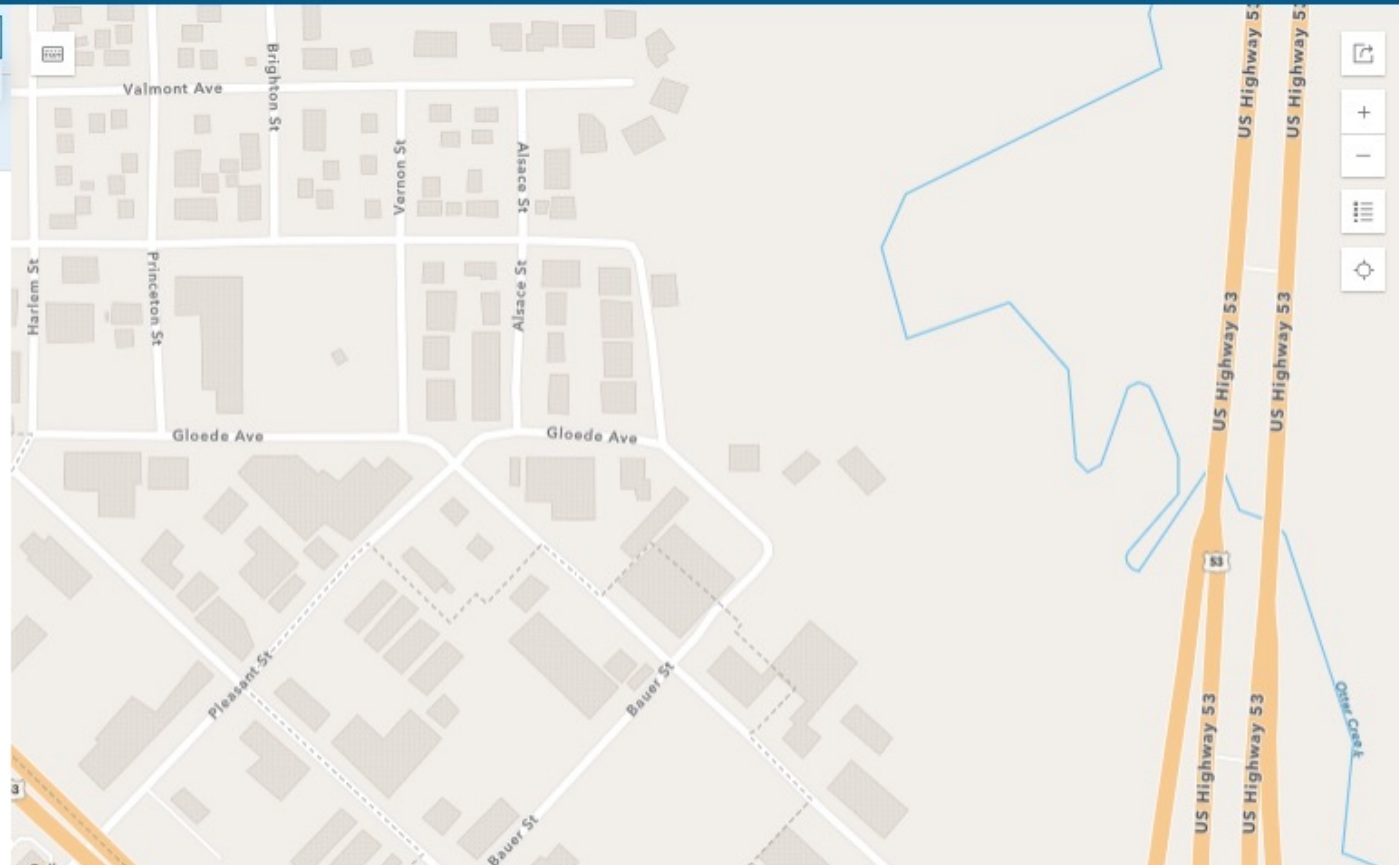 US Highway 53
US Highway 53
Brighton St
Valmont Ave
+
−
Vernon St
Alsace St
Harlem St
Princeton St
Alsace St
US Highway 53
US Highway 53
Gloede Ave
Gloede Ave
53
Pleasant St
Bauer St
Otter Creek
US Highway 53
US Highway 53
3
Bauer St